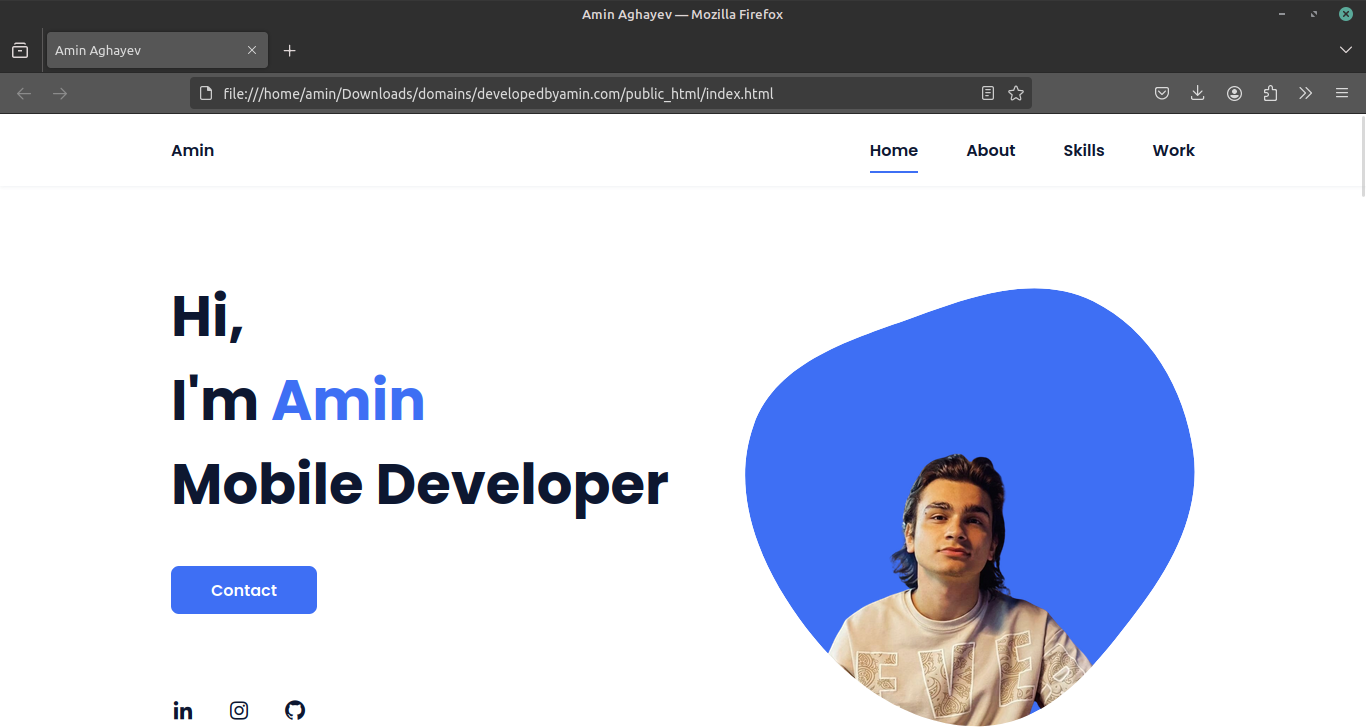 Amin Aghayev — Mozilla Firefox
Amin Aghayev
file:///home/amin/Downloads/domains/developedbyamin.com/public_html/index.html
Amin
Home About Skills Work
Hi,
I'm Amin
Mobile Developer
Contact
in
EVER